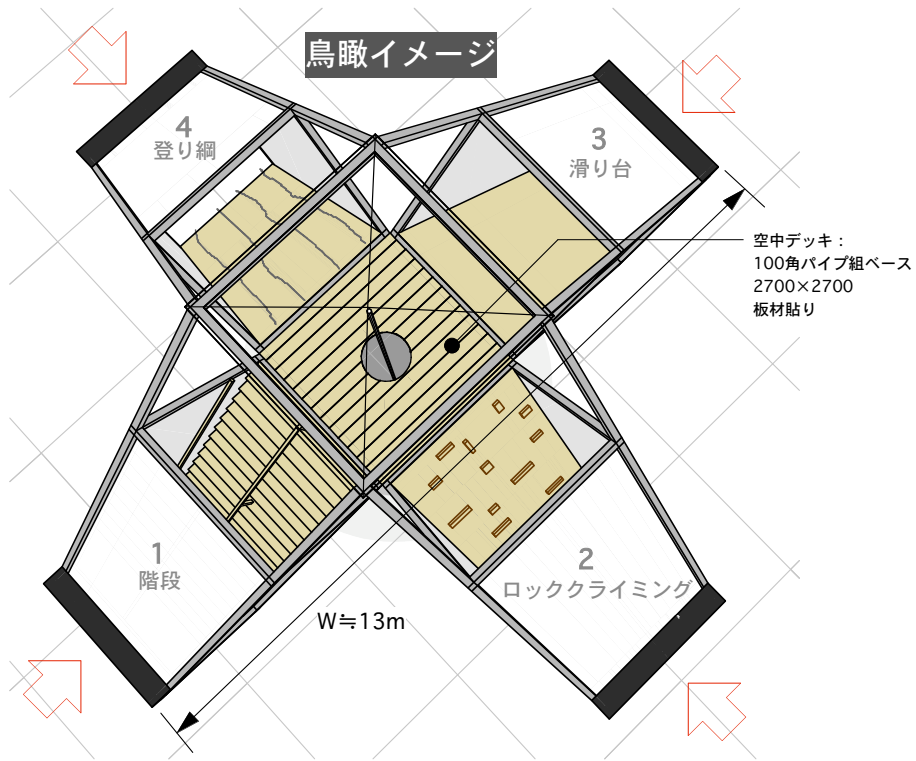 鳥瞰イメージ
4
登り綱
3
滑り台
空中デッキ：
100角パイプ組ベース
2700×2700
板材貼り
1
階段
2
ロッククライミング
W≒13m